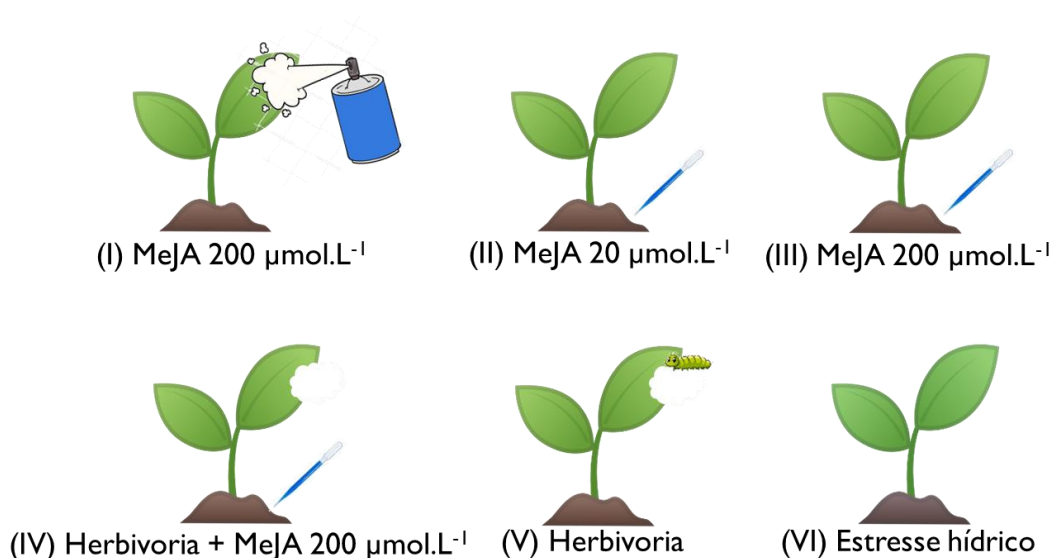 (I) MeJA 200 µmol.L⁻¹
(II) MeJA 20 µmol.L⁻¹
(III) MeJA 200 µmol.L⁻¹
(IV) Herbivoria + MeJA 200 µmol.L⁻¹
(V) Herbivoria
(VI) Estresse hídrico